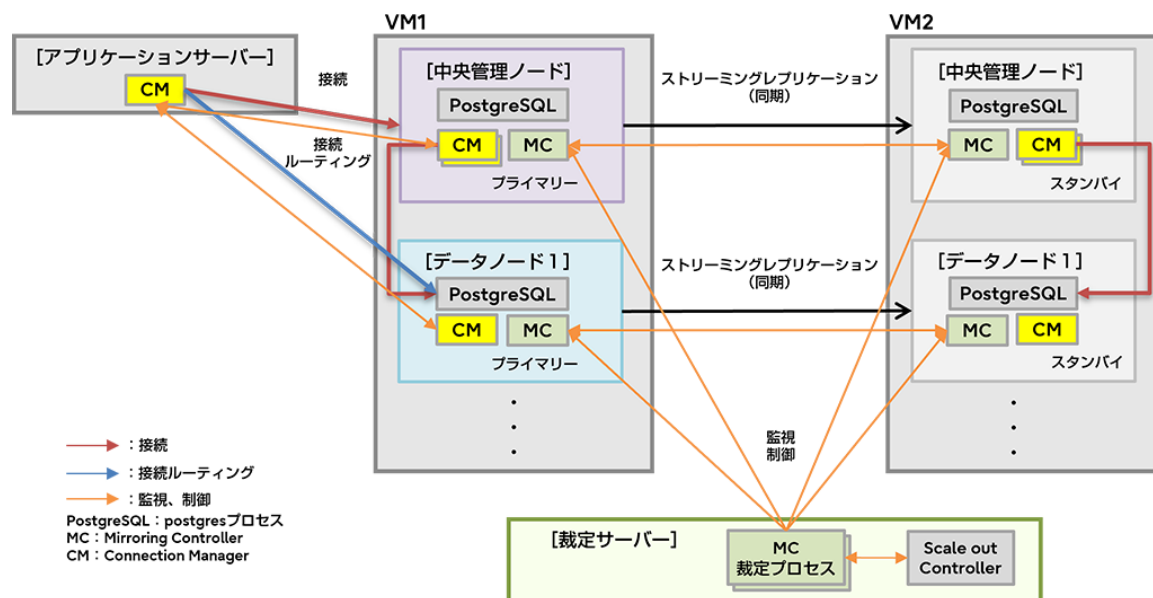 VM1
VM2
[アプリケーションサーバー]
CM
接続
接続
ルーティング
[中央管理ノード]
PostgreSQL
CM
MC
プライマリー
ストリーミングレプリケーション
(同期)
[中央管理ノード]
PostgreSQL
MC
CM
スタンバイ
[データノード1]
PostgreSQL
CM
MC
プライマリー
ストリーミングレプリケーション
(同期)
[データノード1]
PostgreSQL
MC
CM
スタンバイ
監視
制御
:接続
:接続ルーティング
:監視、制御
PostgreSQL:postgresプロセス
MC:Mirroring Controller
CM:Connection Manager
[裁定サーバー]
MC
裁定プロセス
Scale out
Controller